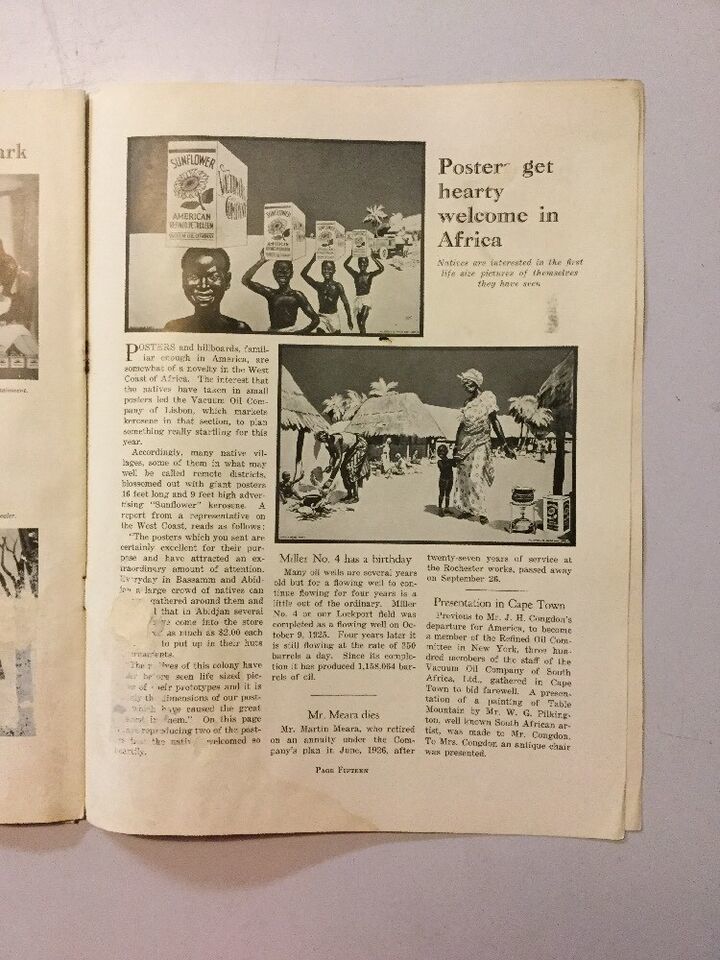 ark
tainment.
ealer.
SUNFLOWER
AMERICAN
REFINED PETROLEUM
VACUUM OIL COMPANY
SUNFLOWER
VACUUM OIL
COMPANY
Poster get
hearty
welcome in
Africa
Natives are interested in the first
life size pictures of themselves
they have seen
POSTERS and billboards, famil-
iar enough in America, are
somewhat of a novelty in the West
Coast of Africa. The interest that
the natives have taken in small
posters led the Vacuum Oil Com-
pany of Lisbon, which markets
kerosene in that section, to plan
something really startling for this
year.
Accordingly, many native vil-
lages, some of them in what may
well be called remote districts,
blossomed out with giant posters
16 feet long and 9 feet high adver-
tising "Sunflower" kerosene. A
report from a representative on
the West Coast, reads as follows:
"The posters which you sent are
certainly excellent for their pur-
pose and have attracted an ex-
traordinary amount of attention.
Everyday in Bassamm and Abid-
a large crowd of natives can
gathered around them and
that in Abidjan several
come into the store
as much as $2.00 each
to put up in their huts
The of this colony have
before seen life sized pic-
of their prototypes and it is
the dimensions of our post-
which have caused the great
in them." On this page
reproducing two of the post-
the welcomed so
heartily.
Miller No. 4 has a birthday
Many oil wells are several years
old but for a flowing well to con-
tinue flowing for four years is a
little out of the ordinary. Miller
No. 4 on our Lockport field was
completed as a flowing well on Oc-
tober 9, 1925. Four years later it
is still flowing at the rate of 350
barrels a day. Since its comple-
tion it has produced 1,158,064 bar-
rels of oil.
Mr. Meara dies
Mr. Martin Meara, who retired
on an annuity under the Com-
pany's plan in June, 1926, after
twenty-seven years of service at
the Rochester works, passed away
on September 26.
Presentation in Cape Town
Previous to Mr. J. H. Congdon's
departure for America, to become
a member of the Refined Oil Com-
mittee in New York, three hun-
dred members of the staff of the
Vacuum Oil Company of South
Africa, Ltd., gathered in Cape
Town to bid farewell. A presen-
tation of a painting of Table
Mountain by Mr. W. G. Pilking-
ton, well known South African ar-
tist, was made to Mr. Congdon.
To Mrs. Congdon an antique chair
was presented.
PAGE FIFTEEN